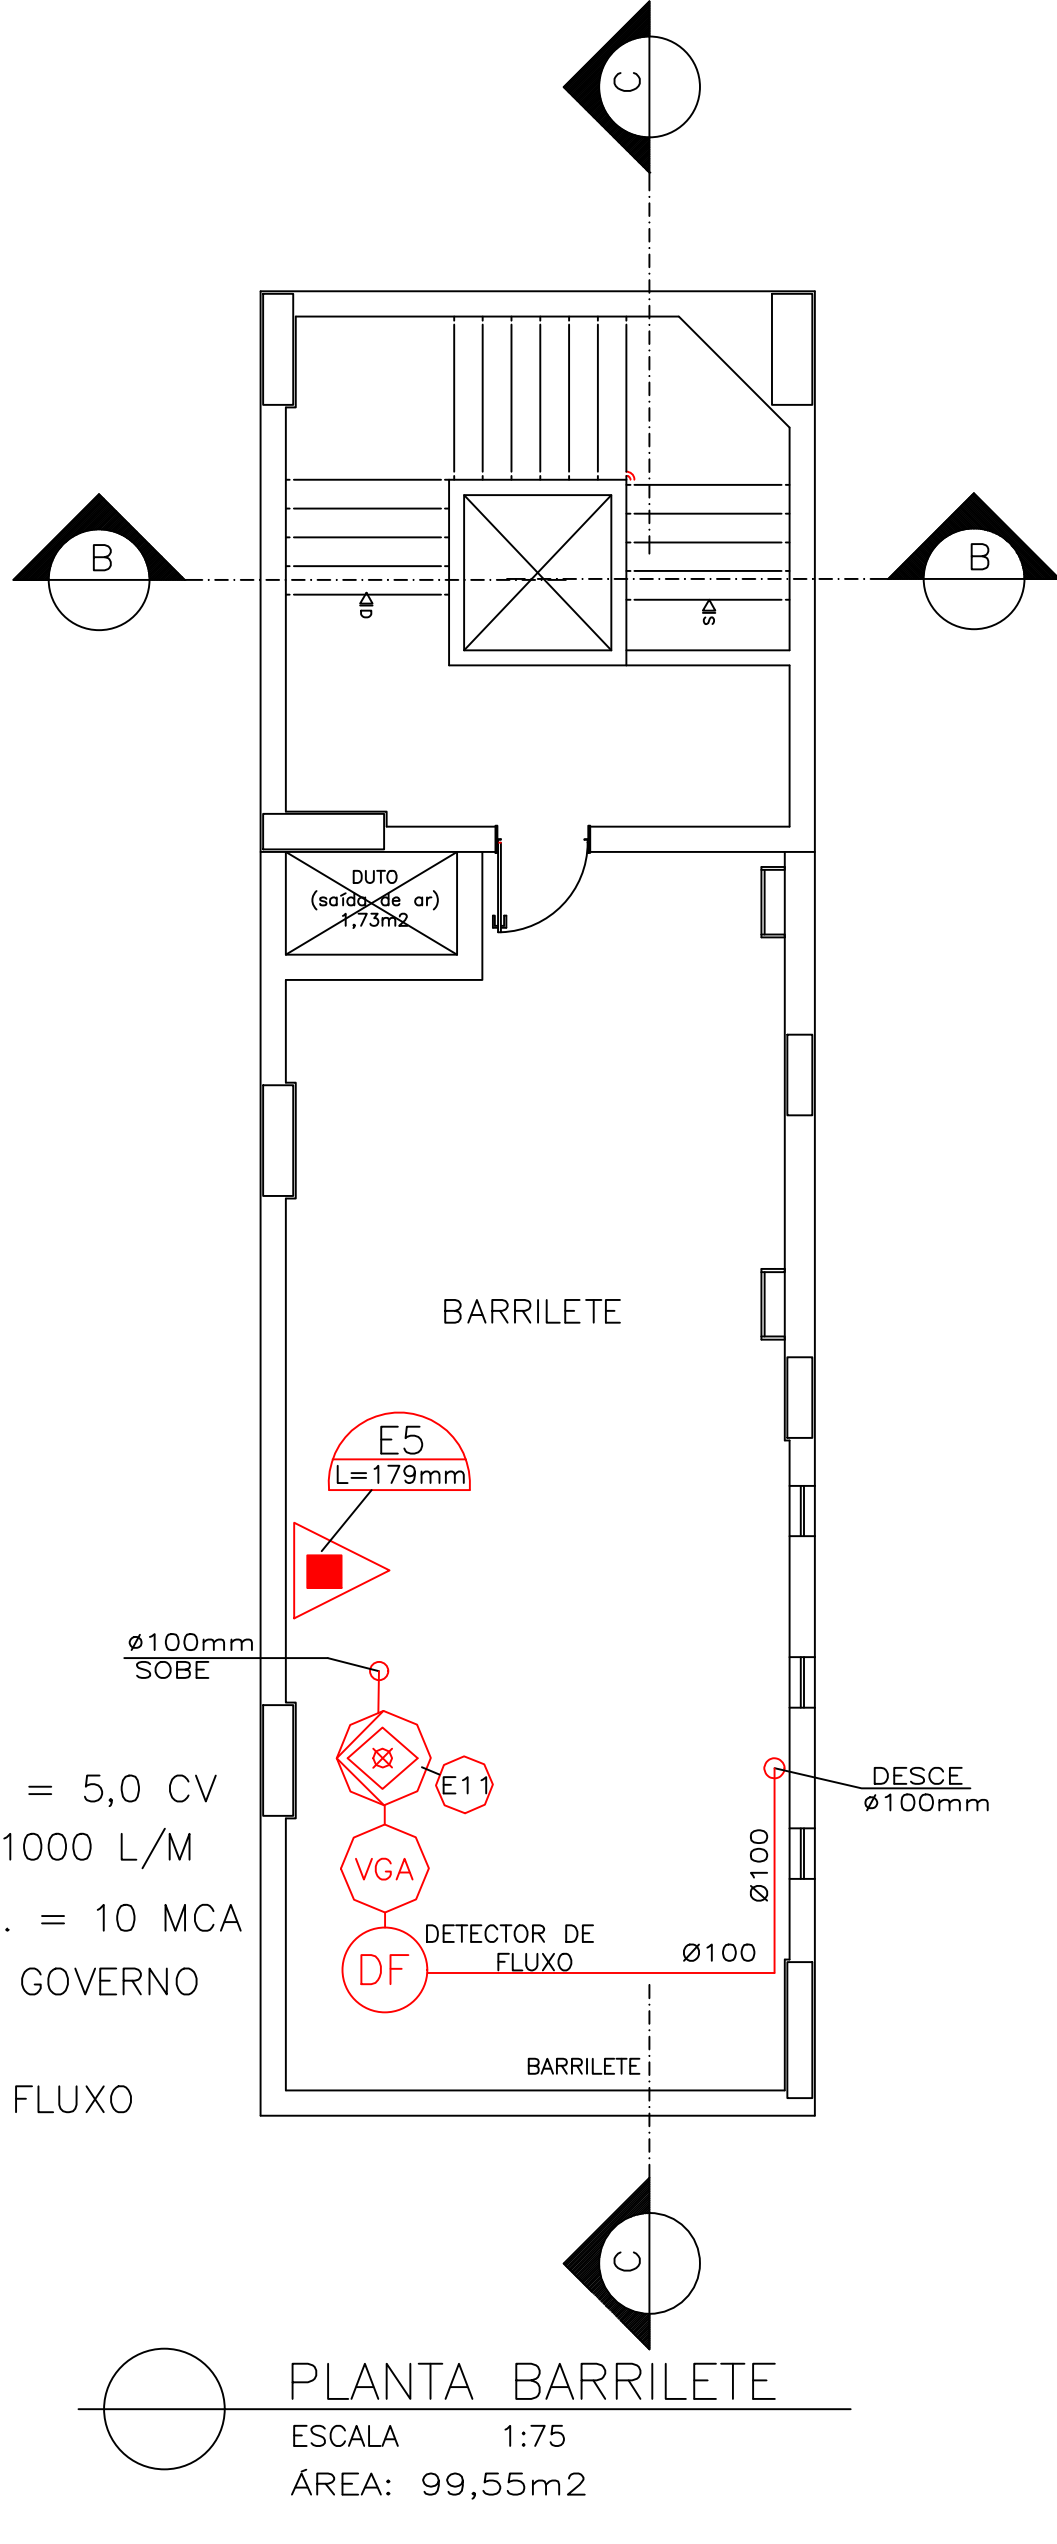 C
B
B
D
S
DUTO
(saída de ar)
1,73m2
BARRILETE
E5
L=179mm
ø100mm
SOBE
E11
= 5,0 CV
1000 L/M
. = 10 MCA
GOVERNO
FLUXO
VGA
DF
DETECTOR DE
FLUXO
Ø100
Ø100
DESCE
ø100mm
BARRILETE
C
PLANTA BARRILETE
ESCALA 1:75
ÁREA: 99,55m2